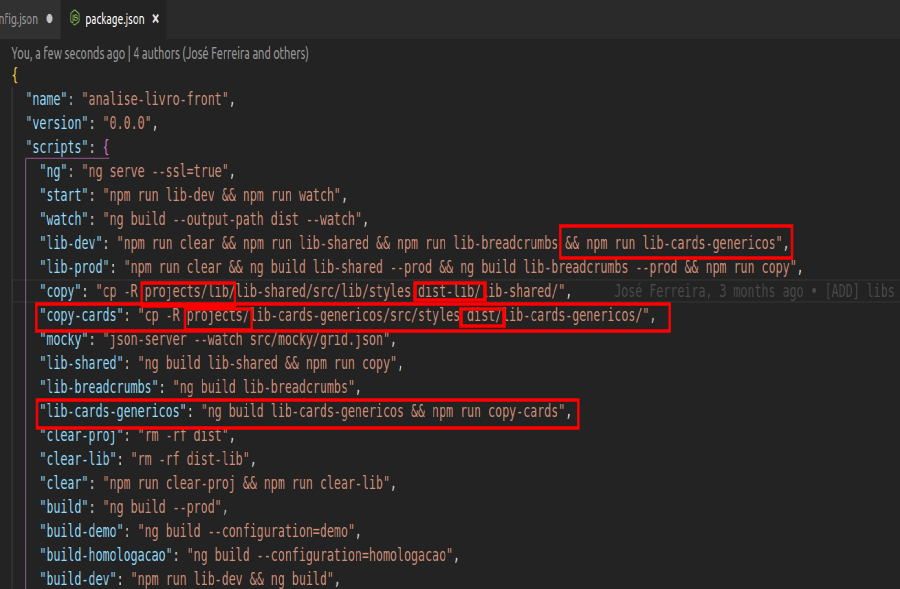 nfig.json ● package.json ×
You, a few seconds ago | 4 authors (José Ferreira and others)
{
"name": "analise-livro-front",
"version": "0.0.0",
"scripts": {
"ng": "ng serve --ssl=true",
"start": "npm run lib-dev && npm run watch",
"watch": "ng build --output-path dist --watch",
"lib-dev": "npm run clear && npm run lib-shared && npm run lib-breadcrumbs && npm run lib-cards-genericos",
"lib-prod": "npm run clear && ng build lib-shared --prod && ng build lib-breadcrumbs --prod && npm run copy",
"copy": "cp -R projects/lib/lib-shared/src/lib/styles dist-lib/lib-shared/", José Ferreira, 3 months ago • [ADD] libs
"copy-cards": "cp -R projects/lib-cards-genericos/src/styles dist/lib-cards-genericos/",
"mocky": "json-server --watch src/mocky/grid.json",
"lib-shared": "ng build lib-shared && npm run copy",
"lib-breadcrumbs": "ng build lib-breadcrumbs",
"lib-cards-genericos": "ng build lib-cards-genericos && npm run copy-cards",
"clear-proj": "rm -rf dist",
"clear-lib": "rm -rf dist-lib",
"clear": "npm run clear-proj && npm run clear-lib",
"build": "ng build --prod",
"build-demo": "ng build --configuration=demo",
"build-homologacao": "ng build --configuration=homologacao",
"build-dev": "npm run lib-dev && ng build",